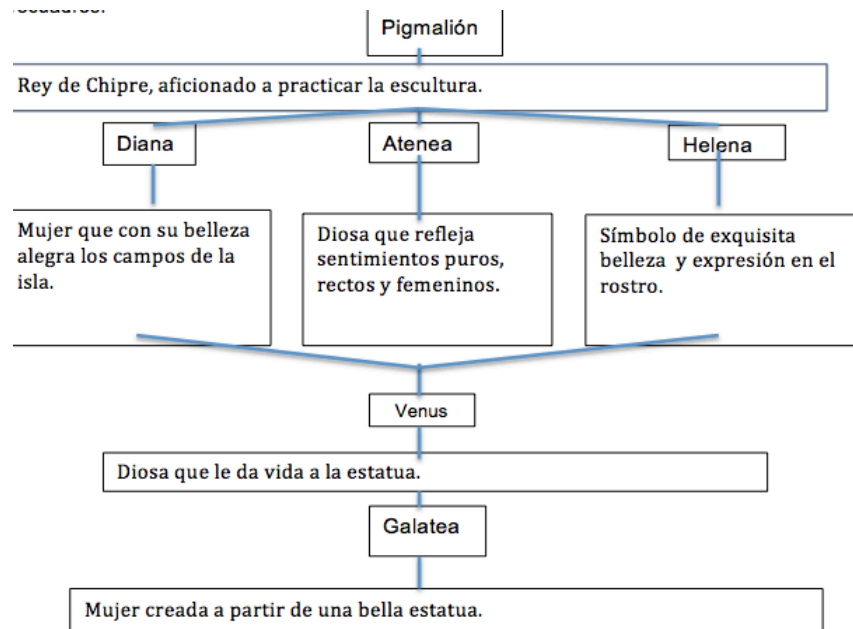 Pigmalión
Rey de Chipre, aficionado a practicar la escultura.
Diana
Atenea
Helena
Mujer que con su belleza
alegra los campos de la
isla.
Diosa que refleja
sentimientos puros,
rectos y femeninos.
Símbolo de exquisita
belleza y expresión en el
rostro.
Venus
Diosa que le da vida a la estatua.
Galatea
Mujer creada a partir de una bella estatua.